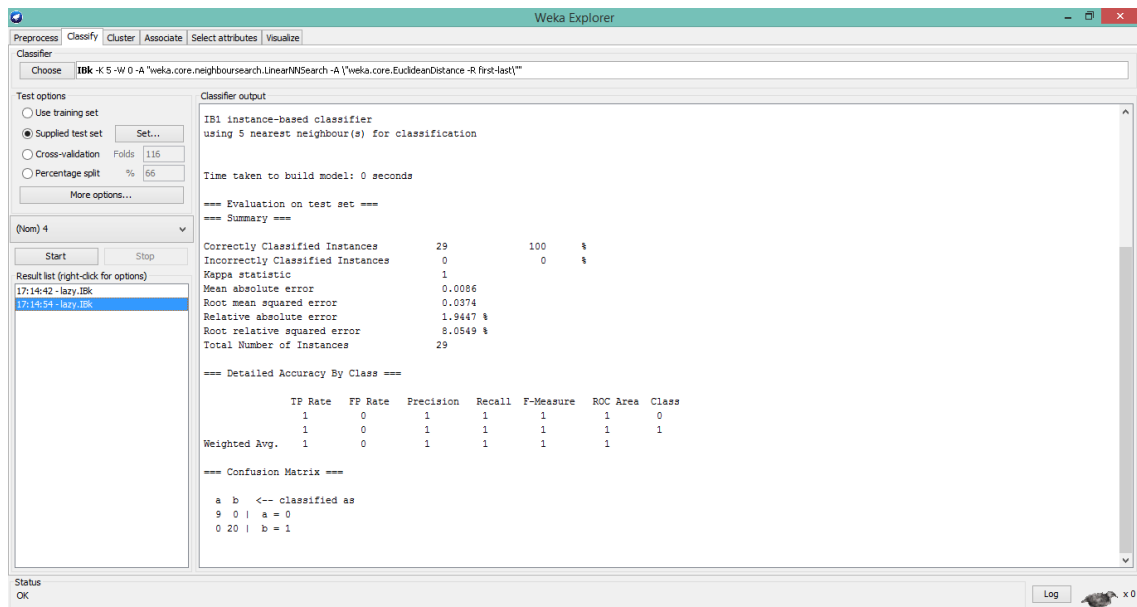 Weka Explorer
Preprocess Classify Cluster Associate Select attributes Visualize
Classifier
Choose IBk -K 5 -W 0 -A "weka.core.neighboursearch.LinearNNSearch -A \"weka.core.EuclideanDistance -R first-last\""
Test options
Use training set
Supplied test set Set...
Cross-validation Folds 116
Percentage split % 66
More options...
(Nom) 4
Start Stop
Result list (right-click for options)
17:14:42 - lazy.IBk
17:14:54 - lazy.IBk
Classifier output
IB1 instance-based classifier
using 5 nearest neighbour(s) for classification
Time taken to build model: 0 seconds
=== Evaluation on test set ===
=== Summary ===
Correctly Classified Instances 29 100 %
Incorrectly Classified Instances 0 0 %
Kappa statistic 1
Mean absolute error 0.0086
Root mean squared error 0.0374
Relative absolute error 1.9447 %
Root relative squared error 8.0549 %
Total Number of Instances 29
=== Detailed Accuracy By Class ===
TP Rate FP Rate Precision Recall F-Measure ROC Area Class
1 0 1 1 1 1 0
1 0 1 1 1 1 1
Weighted Avg. 1 0 1 1 1 1
=== Confusion Matrix ===
a b <-- classified as
9 0 | a = 0
0 20 | b = 1
Status
OK
Log x 0